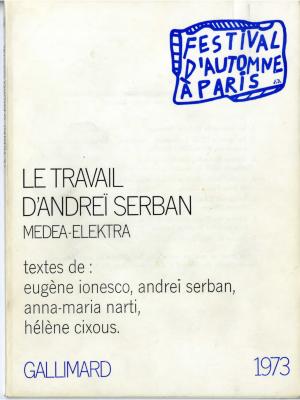 FESTIVAL
D'AUTOMNE
À PARIS
LE TRAVAIL
D'ANDREÏ SERBAN
MEDEA-ELEKTRA
textes de :
eugène ionesco, andrei serban,
anna-maria narti,
hélène cixous.
GALLIMARD 1973